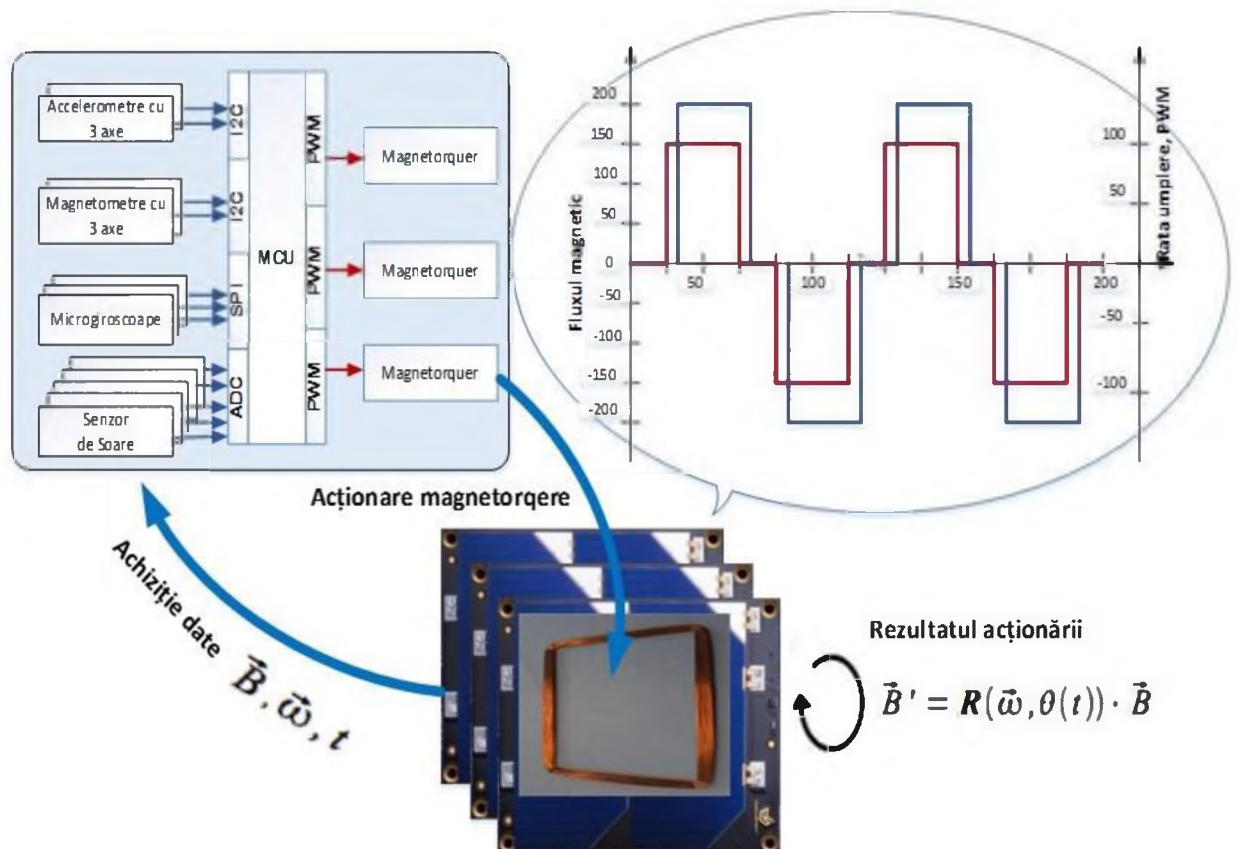 Accelerometre cu
3 axe
Magnetometre cu
3 axe
Microgiroscoape
Senzor
de Soare
I2C
I2C
SPI
ADC
MCU
PWM
PWM
PWM
Magnetorquer
Magnetorquer
Magnetorquer
Fluxul magnetic
200
150
100
50
0
-50
-100
-150
-200
50
100
150
200
100
50
-50
-100
Rata umplere, PWM
Acționare magnetorqere
Achiziție date B⃗, ω⃗, t
Rezultatul acționării
B⃗' = R(ω⃗, θ(t)) · B⃗